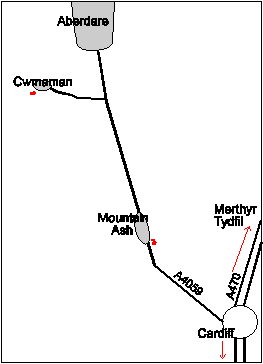 Aberdare
Cwmaman
Merthyr
Tydfil
Mountain
Ash
A4059
A470
Cardiff